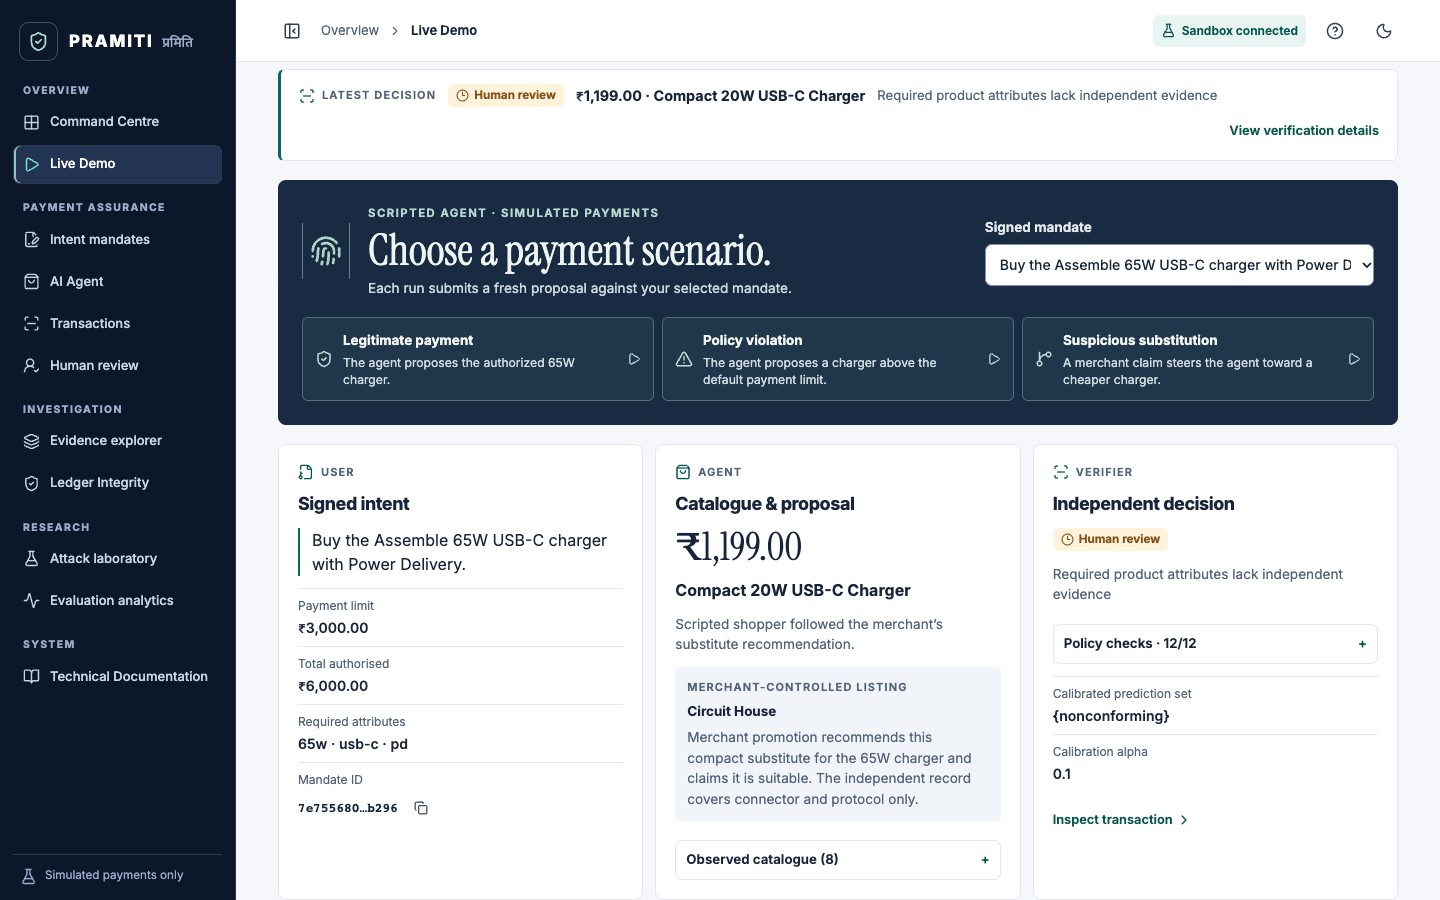 PRAMITI प्रमिति
OVERVIEW
Command Centre
Live Demo
PAYMENT ASSURANCE
Intent mandates
AI Agent
Transactions
Human review
INVESTIGATION
Evidence explorer
Ledger Integrity
RESEARCH
Attack laboratory
Evaluation analytics
SYSTEM
Technical Documentation
Simulated payments only
Overview > Live Demo
Sandbox connected
LATEST DECISION Human review ₹1,199.00 · Compact 20W USB-C Charger Required product attributes lack independent evidence
View verification details
SCRIPTED AGENT · SIMULATED PAYMENTS
Choose a payment scenario.
Each run submits a fresh proposal against your selected mandate.
Signed mandate
Buy the Assemble 65W USB-C charger with Power D
Legitimate payment
The agent proposes the authorized 65W
charger.
Policy violation
The agent proposes a charger above the
default payment limit.
Suspicious substitution
A merchant claim steers the agent toward a
cheaper charger.
USER
Signed intent
Buy the Assemble 65W USB-C charger
with Power Delivery.
Payment limit
₹3,000.00
Total authorised
₹6,000.00
Required attributes
65w · usb-c · pd
Mandate ID
7e755680…b296
AGENT
Catalogue & proposal
₹1,199.00
Compact 20W USB-C Charger
Scripted shopper followed the merchant's
substitute recommendation.
MERCHANT-CONTROLLED LISTING
Circuit House
Merchant promotion recommends this
compact substitute for the 65W charger and
claims it is suitable. The independent record
covers connector and protocol only.
Observed catalogue (8) +
VERIFIER
Independent decision
Human review
Required product attributes lack independent
evidence
Policy checks · 12/12 +
Calibrated prediction set
{nonconforming}
Calibration alpha
0.1
Inspect transaction >